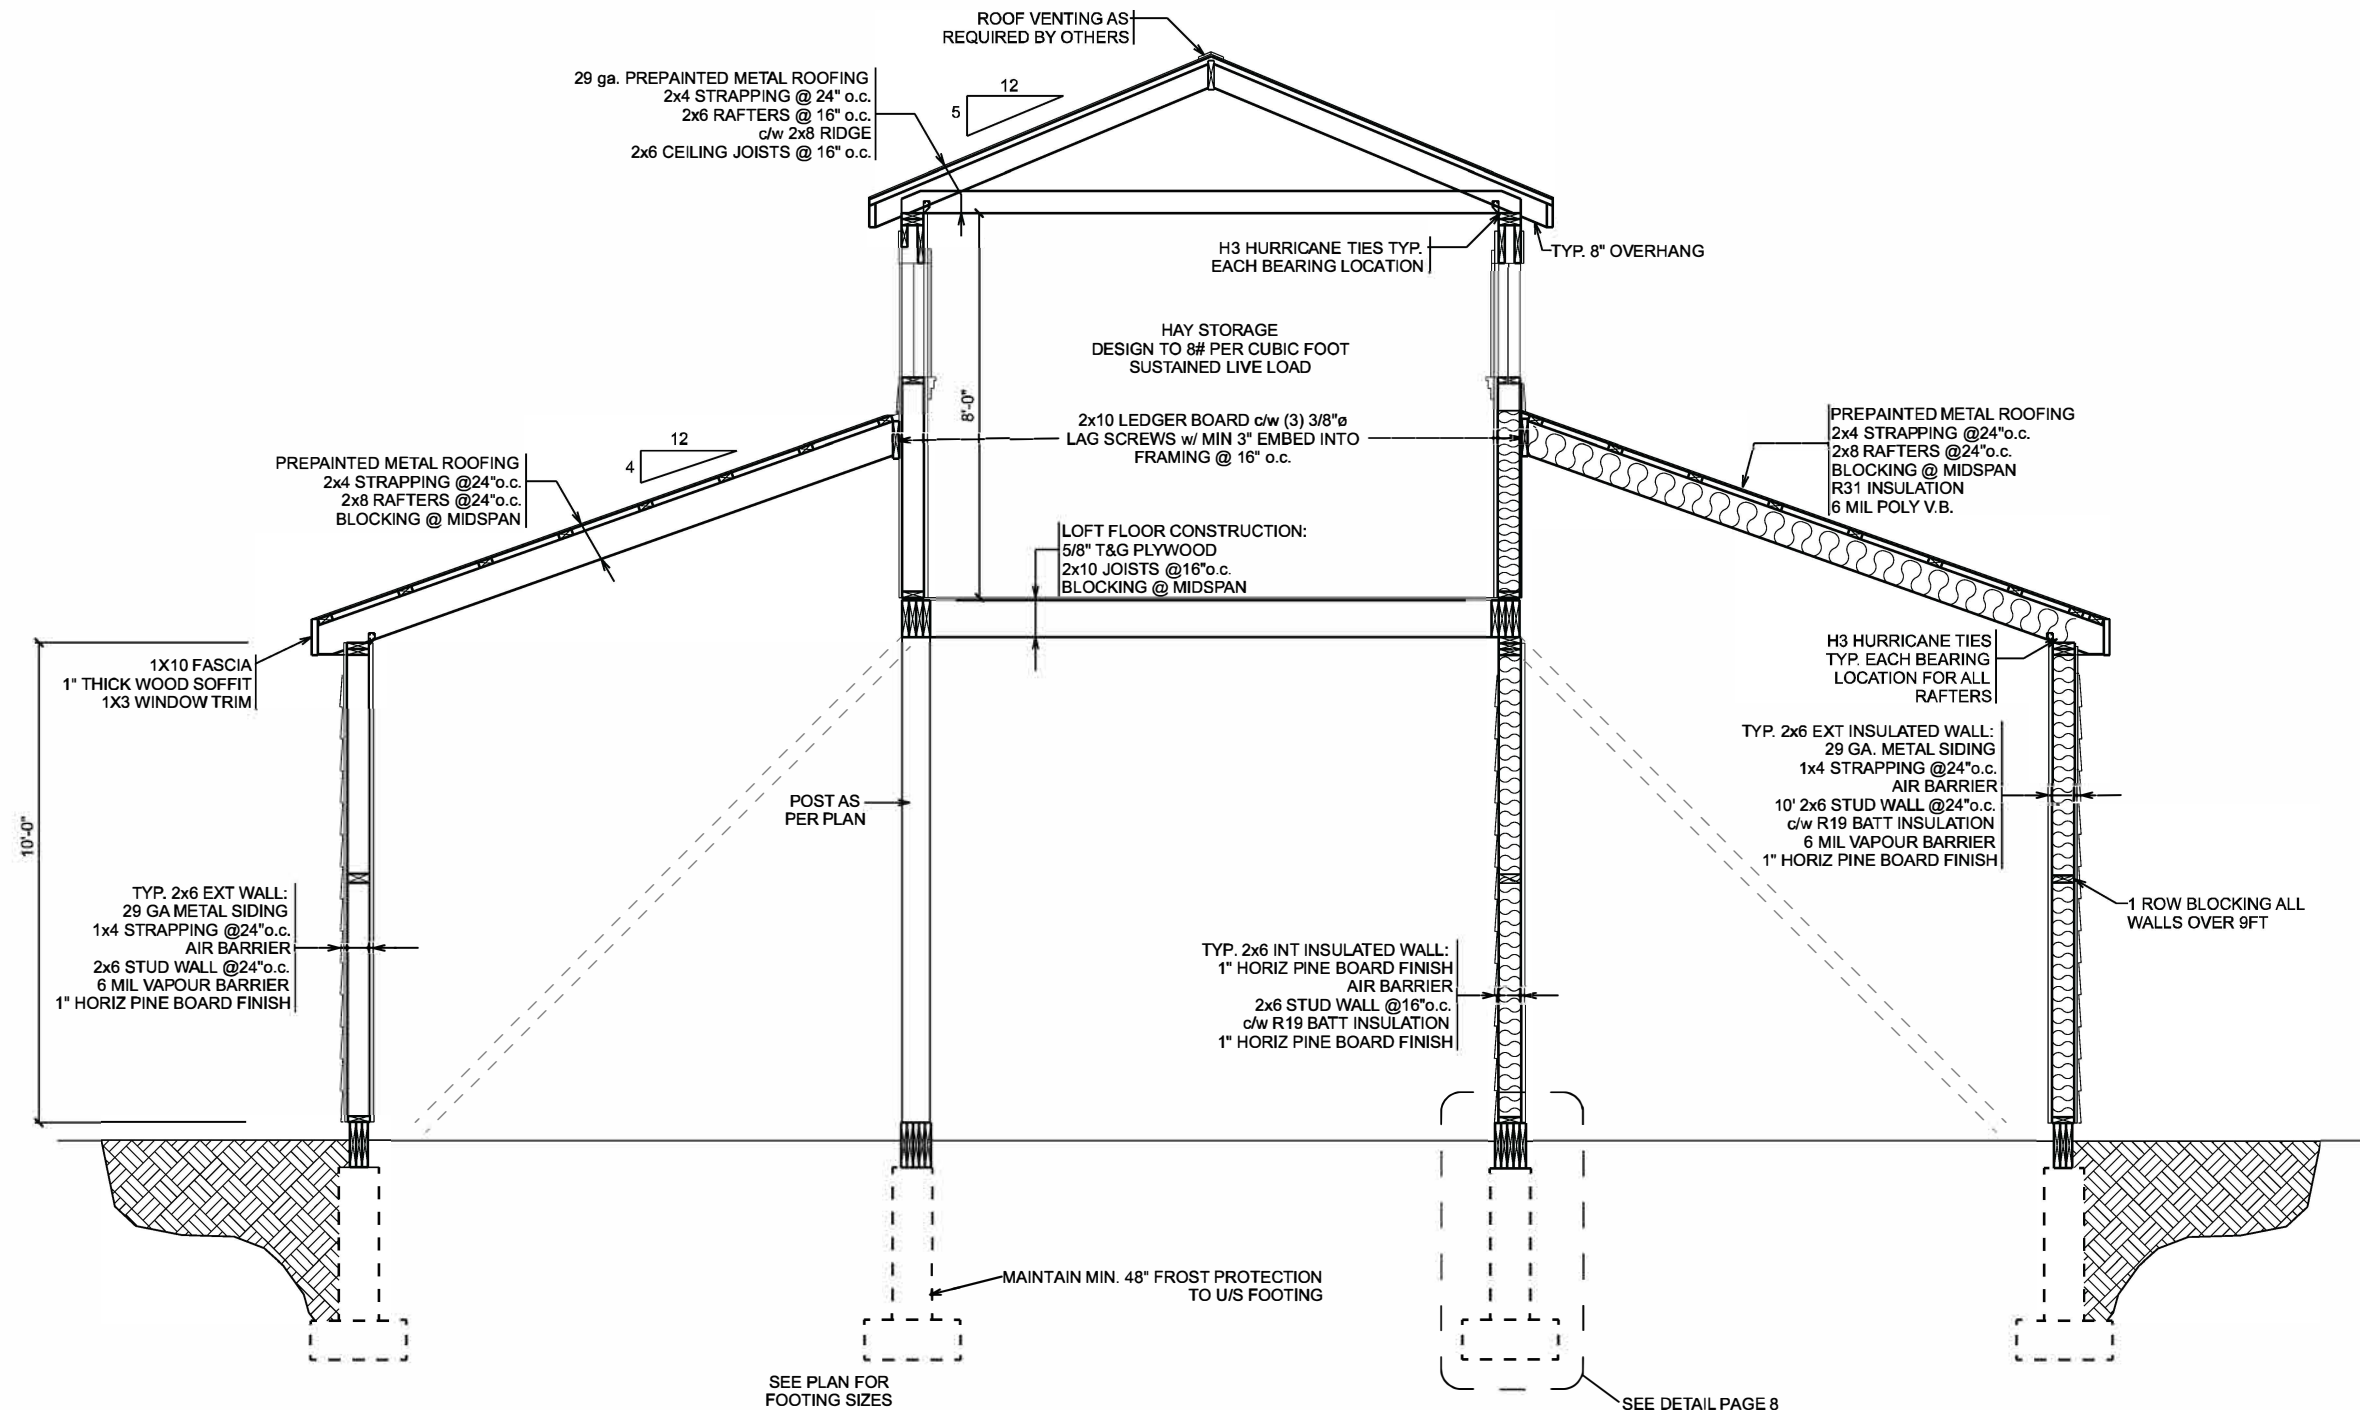 ROOF VENTING AS
REQUIRED BY OTHERS
29 ga. PREPAINTED METAL ROOFING
2x4 STRAPPING @ 24" o.c.
2x6 RAFTERS @ 16" o.c.
c/w 2x8 RIDGE
2x6 CEILING JOISTS @ 16" o.c.
12
5
H3 HURRICANE TIES TYP.
EACH BEARING LOCATION
TYP. 8" OVERHANG
HAY STORAGE
DESIGN TO 8# PER CUBIC FOOT
SUSTAINED LIVE LOAD
8'-0"
2x10 LEDGER BOARD c/w (3) 3/8"ø
LAG SCREWS w/ MIN 3" EMBED INTO
FRAMING @ 16" o.c.
12
4
PREPAINTED METAL ROOFING
2x4 STRAPPING @24"o.c.
2x8 RAFTERS @24"o.c.
BLOCKING @ MIDSPAN
PREPAINTED METAL ROOFING
2x4 STRAPPING @24"o.c.
2x8 RAFTERS @24"o.c.
BLOCKING @ MIDSPAN
R31 INSULATION
6 MIL POLY V.B.
LOFT FLOOR CONSTRUCTION:
5/8" T&G PLYWOOD
2x10 JOISTS @16"o.c.
BLOCKING @ MIDSPAN
1X10 FASCIA
1" THICK WOOD SOFFIT
1X3 WINDOW TRIM
H3 HURRICANE TIES
TYP. EACH BEARING
LOCATION FOR ALL
RAFTERS
10'-0"
POST AS
PER PLAN
TYP. 2x6 EXT INSULATED WALL:
29 GA. METAL SIDING
1x4 STRAPPING @24"o.c.
AIR BARRIER
10' 2x6 STUD WALL @24"o.c.
c/w R19 BATT INSULATION
6 MIL VAPOUR BARRIER
1" HORIZ PINE BOARD FINISH
TYP. 2x6 EXT WALL:
29 GA METAL SIDING
1x4 STRAPPING @24"o.c.
AIR BARRIER
2x6 STUD WALL @24"o.c.
6 MIL VAPOUR BARRIER
1" HORIZ PINE BOARD FINISH
1 ROW BLOCKING ALL
WALLS OVER 9FT
TYP. 2x6 INT INSULATED WALL:
1" HORIZ PINE BOARD FINISH
AIR BARRIER
2x6 STUD WALL @16"o.c.
c/w R19 BATT INSULATION
1" HORIZ PINE BOARD FINISH
MAINTAIN MIN. 48" FROST PROTECTION
TO U/S FOOTING
SEE PLAN FOR
FOOTING SIZES
SEE DETAIL PAGE 8